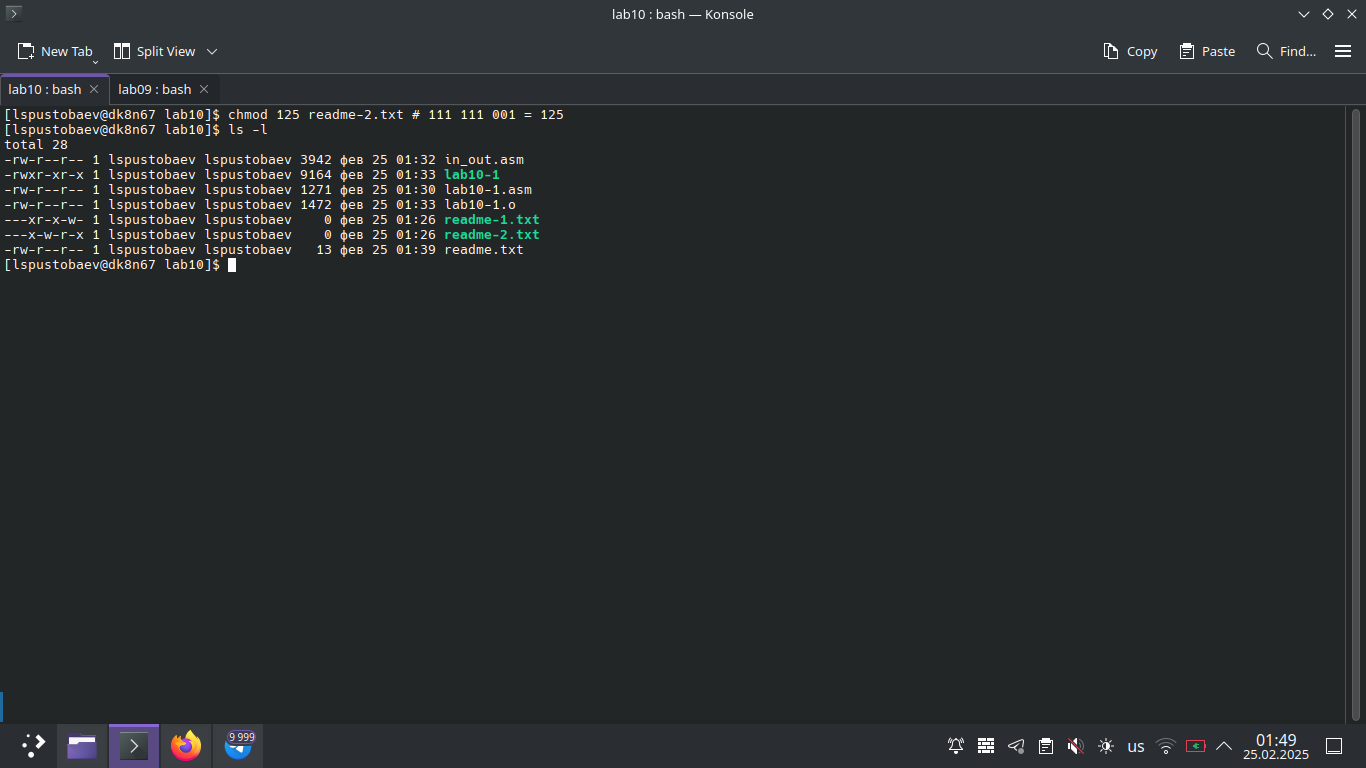 lab10 : bash — Konsole
New Tab Split View Copy Paste Find...
lab10 : bash lab09 : bash
[lspustobaev@dk8n67 lab10]$ chmod 125 readme-2.txt # 111 111 001 = 125
[lspustobaev@dk8n67 lab10]$ ls -l
total 28
-rw-r--r-- 1 lspustobaev lspustobaev 3942 фев 25 01:32 in_out.asm
-rwxr-xr-x 1 lspustobaev lspustobaev 9164 фев 25 01:33 lab10-1
-rw-r--r-- 1 lspustobaev lspustobaev 1271 фев 25 01:30 lab10-1.asm
-rw-r--r-- 1 lspustobaev lspustobaev 1472 фев 25 01:33 lab10-1.o
---xr-x-w- 1 lspustobaev lspustobaev    0 фев 25 01:26 readme-1.txt
---x-w-r-x 1 lspustobaev lspustobaev    0 фев 25 01:26 readme-2.txt
-rw-r--r-- 1 lspustobaev lspustobaev   13 фев 25 01:39 readme.txt
[lspustobaev@dk8n67 lab10]$
9 999
us
01:49
25.02.2025